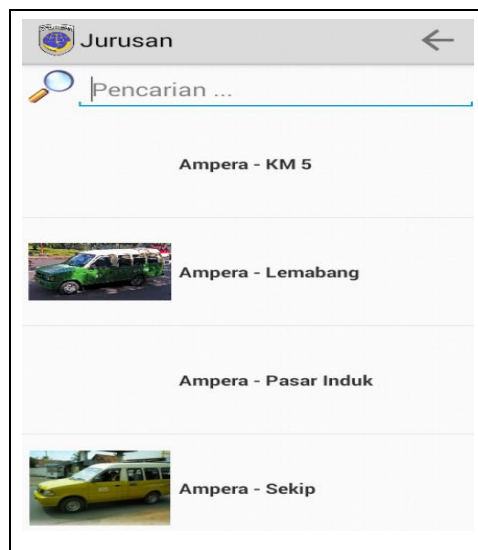 Jurusan
Pencarian ...
Ampera - KM 5
Ampera - Lemabang
Ampera - Pasar Induk
Ampera - Sekip